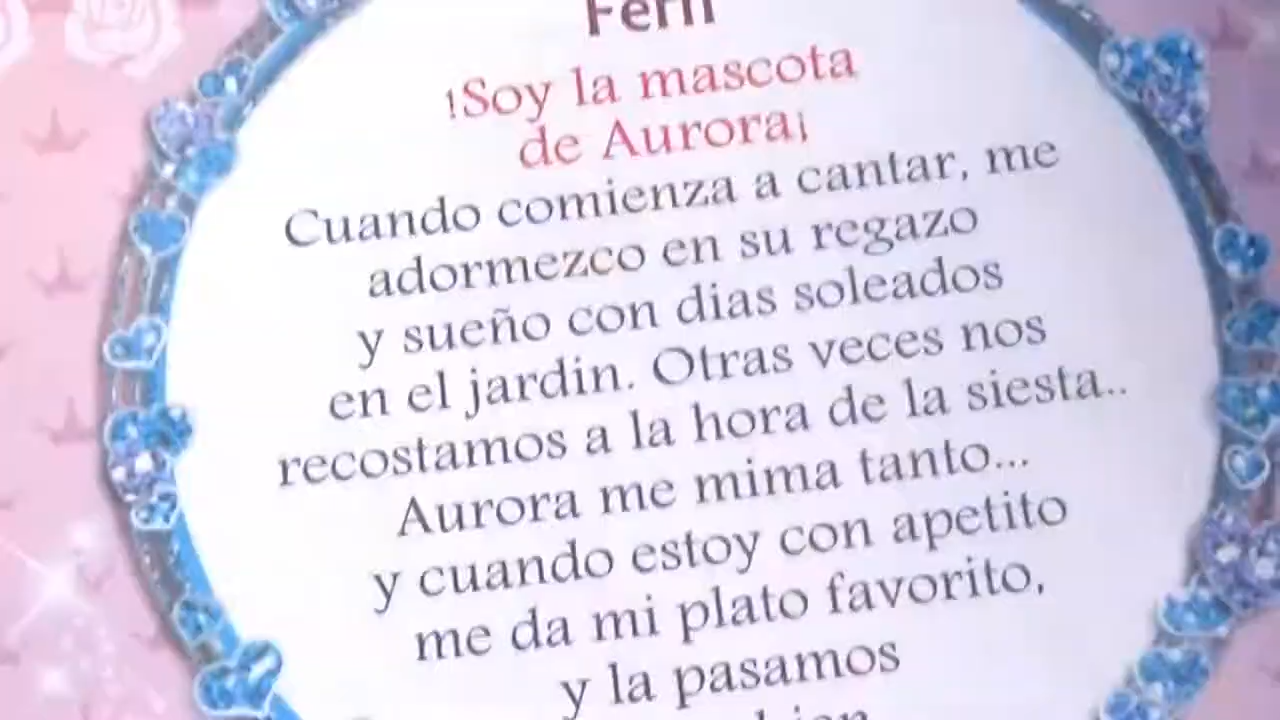 Fern
¡Soy la mascota
de Aurora¡
Cuando comienza a cantar, me
adormezco en su regazo
y sueño con dias soleados
en el jardin. Otras veces nos
recostamos a la hora de la siesta..
Aurora me mima tanto...
y cuando estoy con apetito
me da mi plato favorito,
y la pasamos